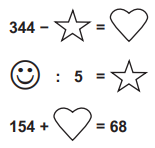 344 − ☆ = ♡
☺ : 5 = ☆
154 + ♡ = 68